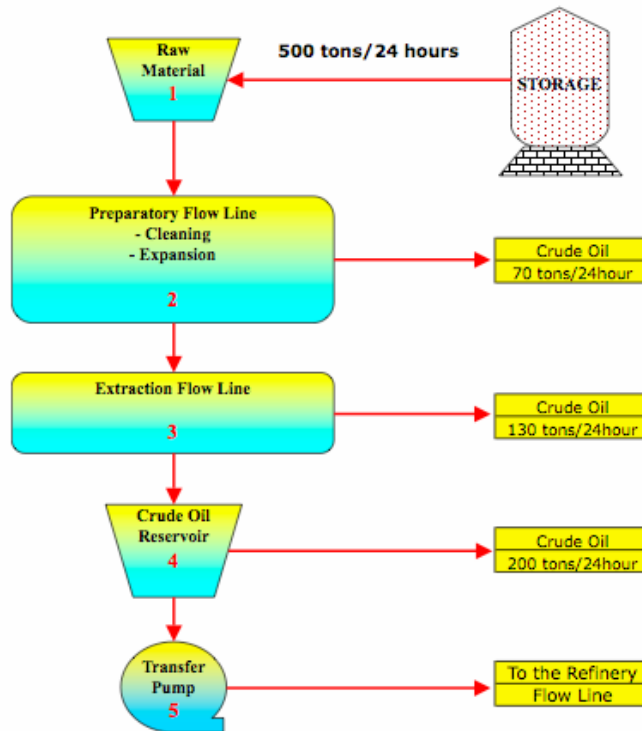 Raw
Material
1
500 tons/24 hours
STORAGE
Preparatory Flow Line
- Cleaning
- Expansion
2
Crude Oil
70 tons/24hour
Extraction Flow Line
3
Crude Oil
130 tons/24hour
Crude Oil
Reservoir
4
Crude Oil
200 tons/24hour
Transfer
Pump
5
To the Refinery
Flow Line